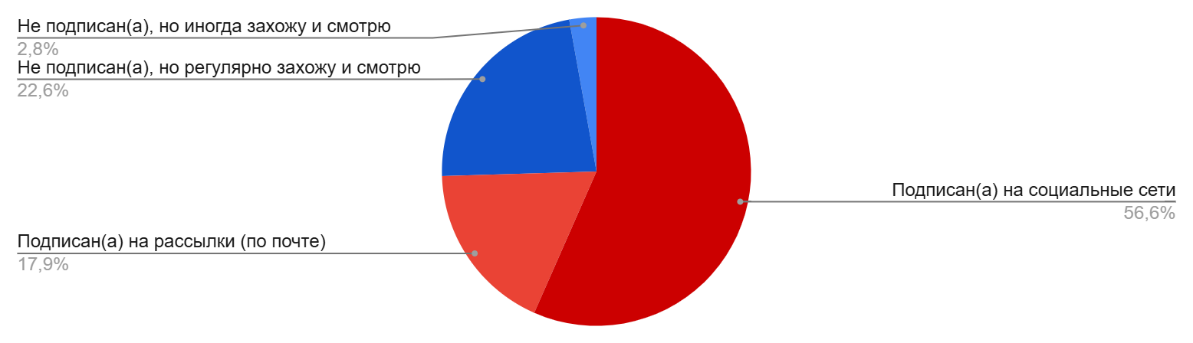 Не подписан(а), но иногда захожу и смотрю
2,8%
Не подписан(а), но регулярно захожу и смотрю
22,6%
Подписан(а) на социальные сети
56,6%
Подписан(а) на рассылки (по почте)
17,9%